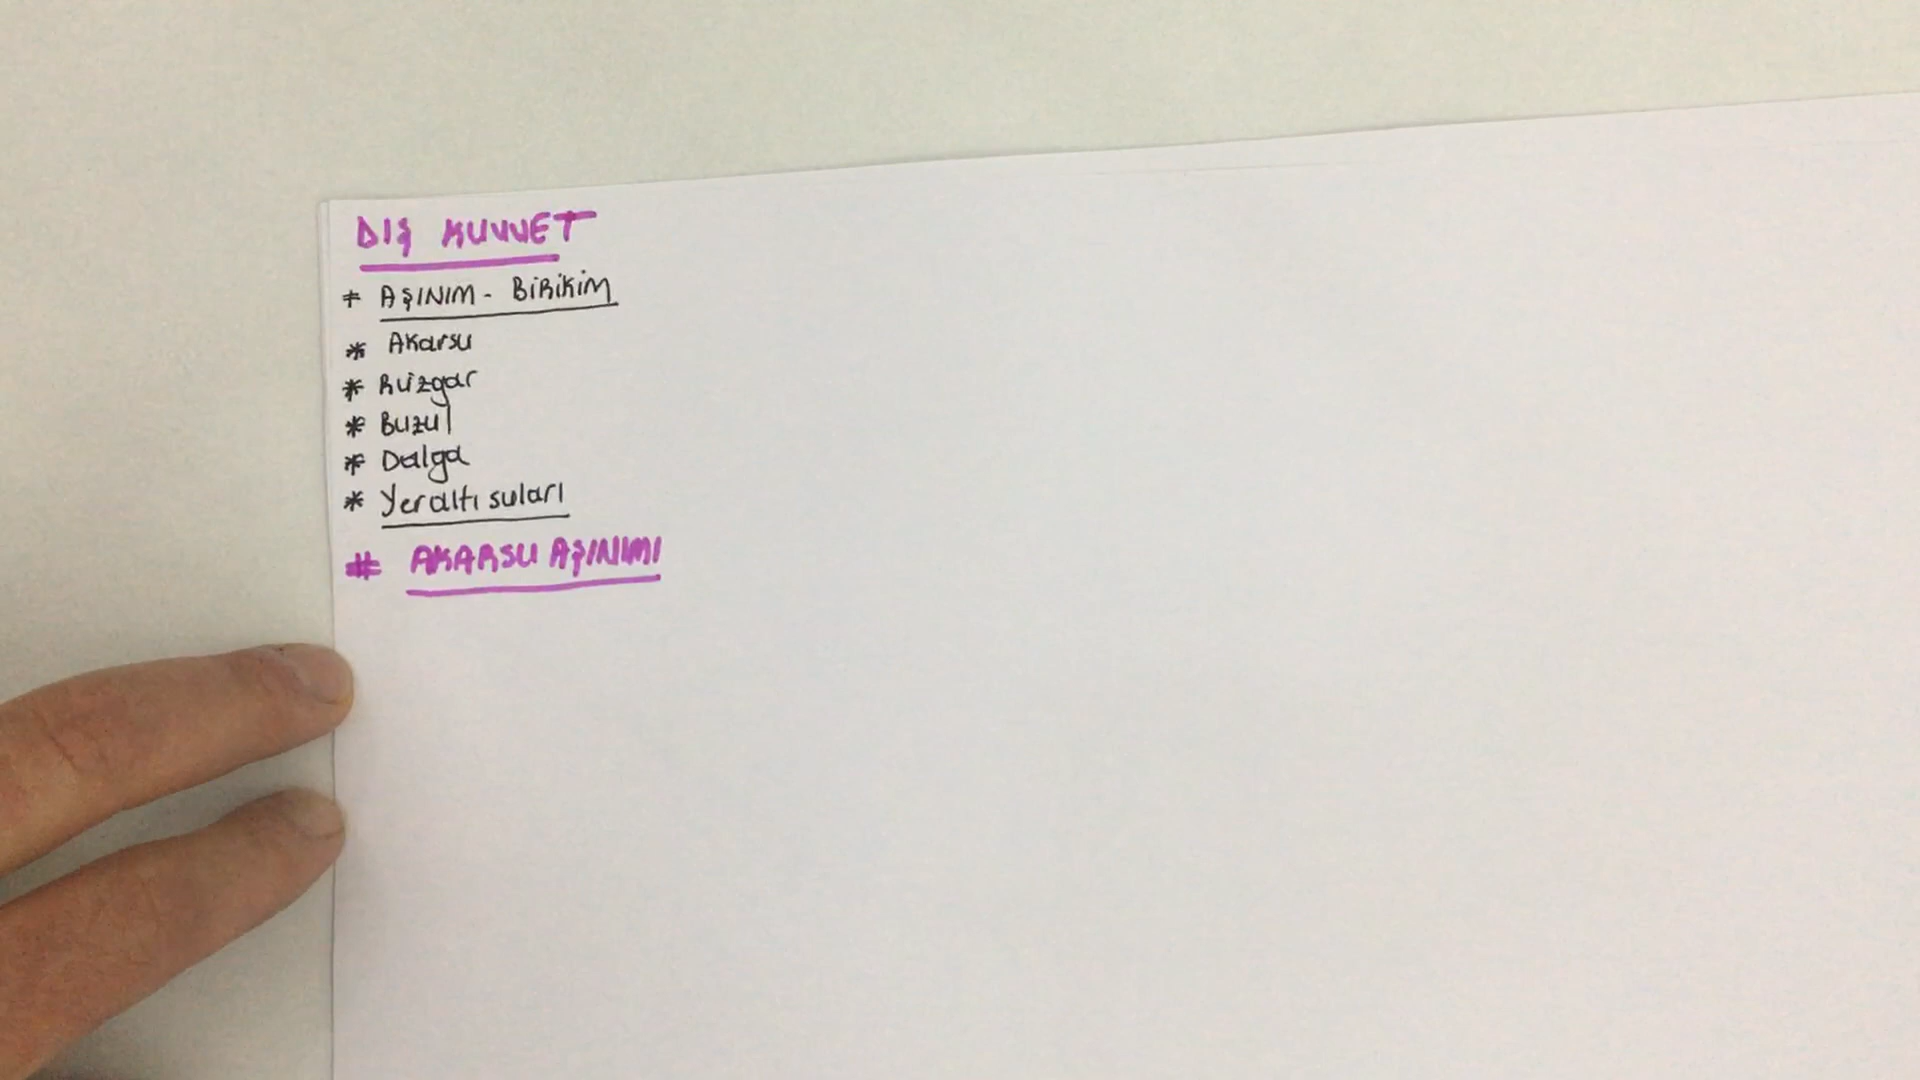 DIŞ KUVVET
* AŞINIM - BİRİKİM
* Akarsu
* Rüzgar
* Buzul
* Dalga
* Yeraltı suları
# AKARSU AŞINIMI